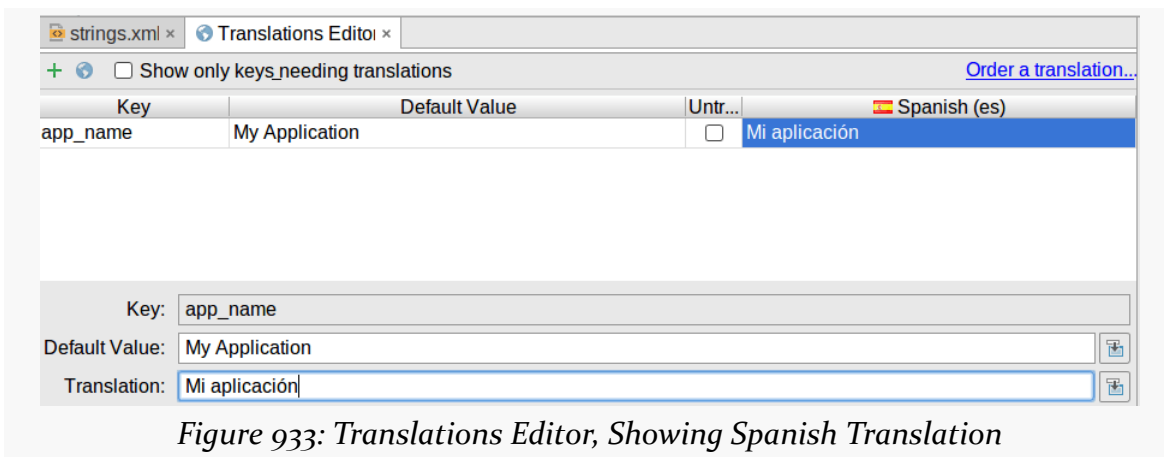 strings.xml × Translations Editor ×
+ Show only keys needing translations Order a translation...
Key Default Value Untr... Spanish (es)
app_name My Application Mi aplicación
Key: app_name
Default Value: My Application
Translation: Mi aplicación
Figure 933: Translations Editor, Showing Spanish Translation